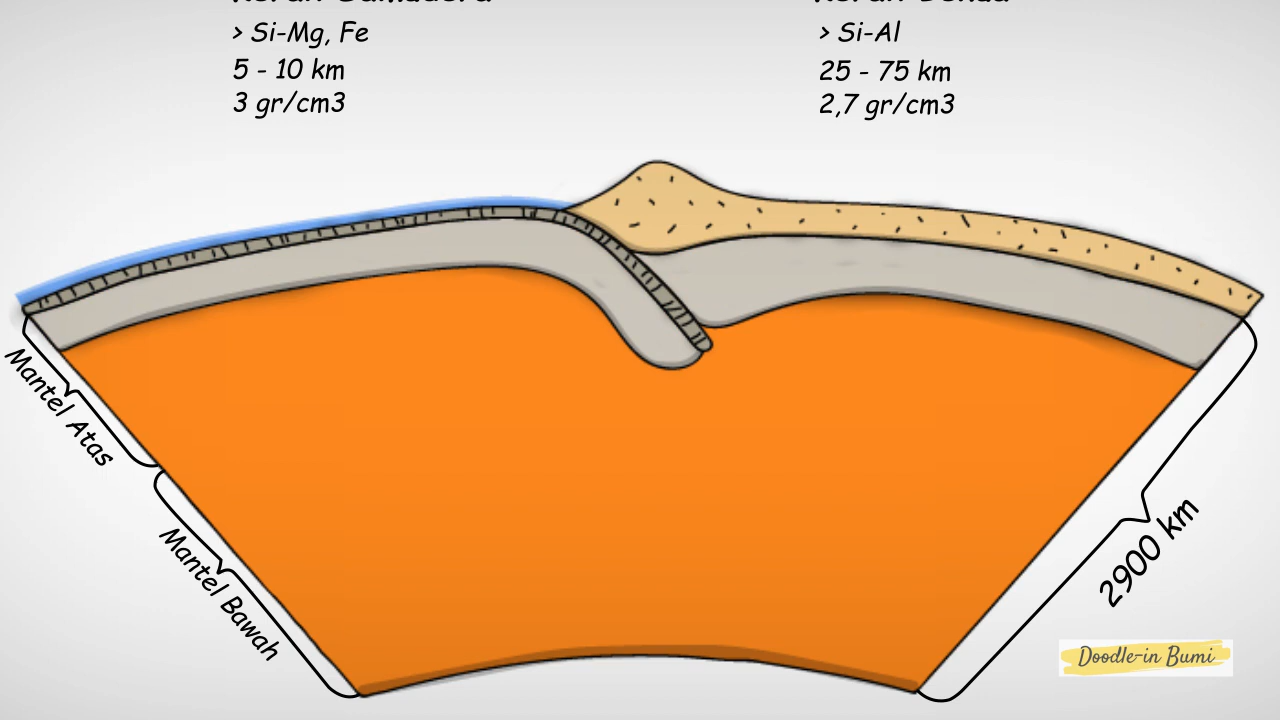 > Si-Mg, Fe
5 - 10 km
3 gr/cm3
> Si-Al
25 - 75 km
2,7 gr/cm3
Mantel Atas
Mantel Bawah
2900 km
Doodle-in Bumi